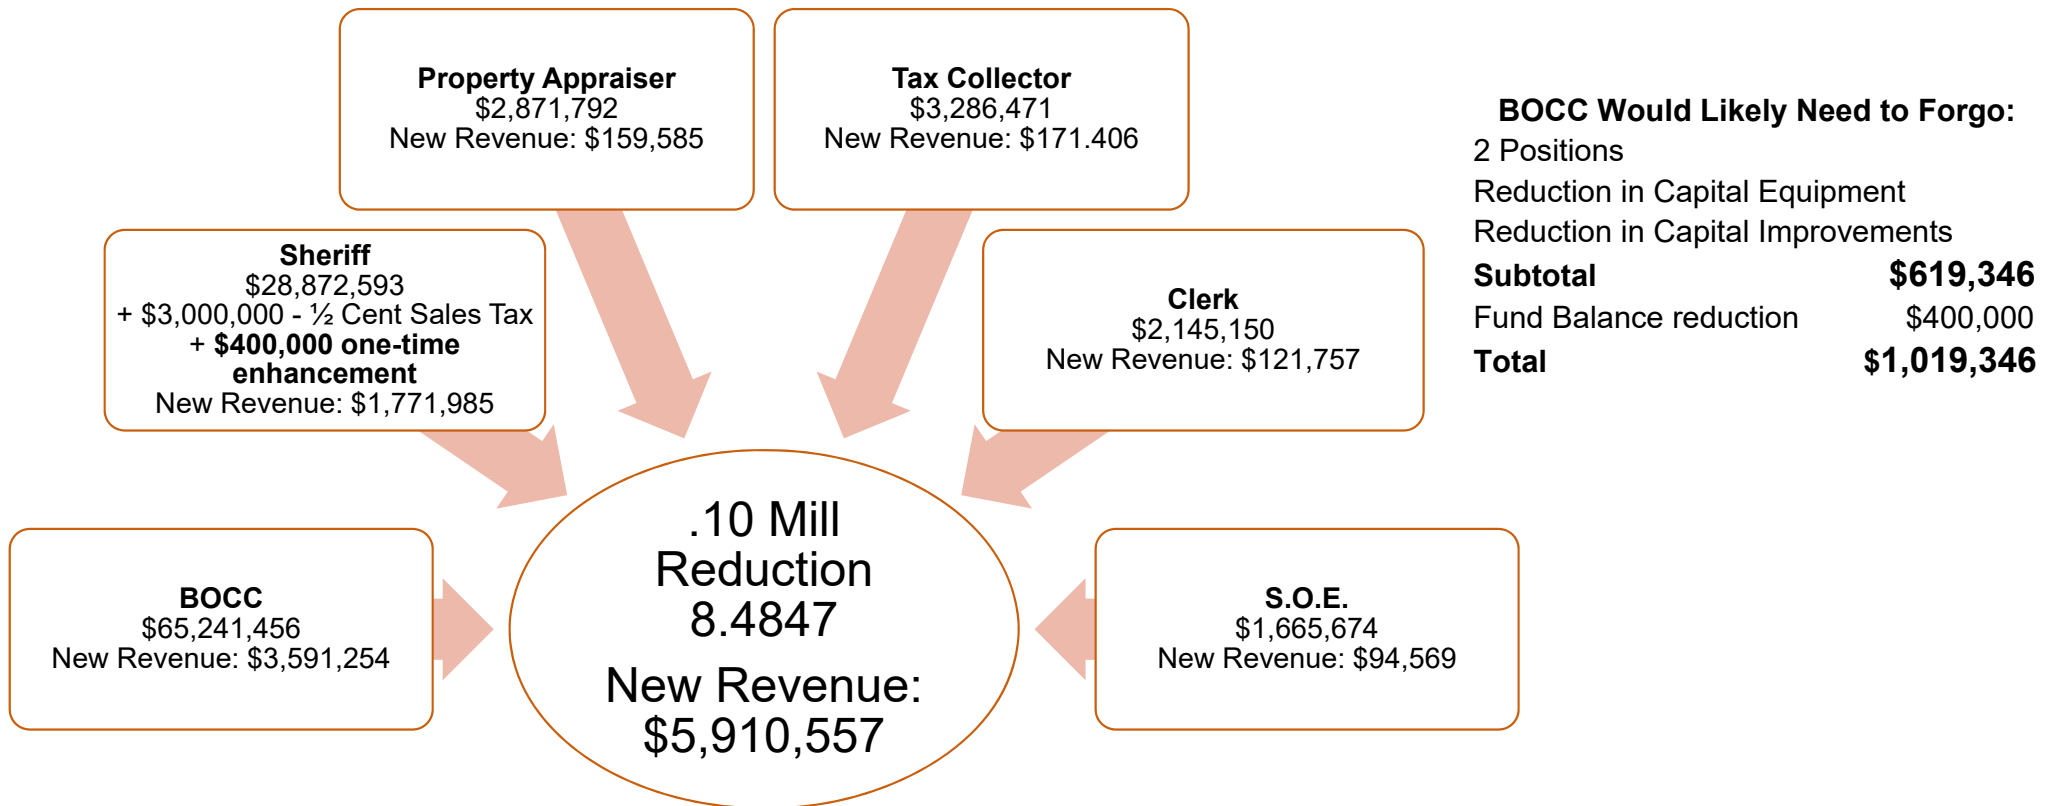 Property Appraiser
$2,871,792
New Revenue: $159,585
Tax Collector
$3,286,471
New Revenue: $171.406
Sheriff
$28,872,593
+ $3,000,000 - ½ Cent Sales Tax
+ $400,000 one-time
enhancement
New Revenue: $1,771,985
Clerk
$2,145,150
New Revenue: $121,757
BOCC
$65,241,456
New Revenue: $3,591,254
.10 Mill
Reduction
8.4847
New Revenue:
$5,910,557
S.O.E.
$1,665,674
New Revenue: $94,569
BOCC Would Likely Need to Forgo:
2 Positions
Reduction in Capital Equipment
Reduction in Capital Improvements
Subtotal $619,346
Fund Balance reduction $400,000
Total $1,019,346